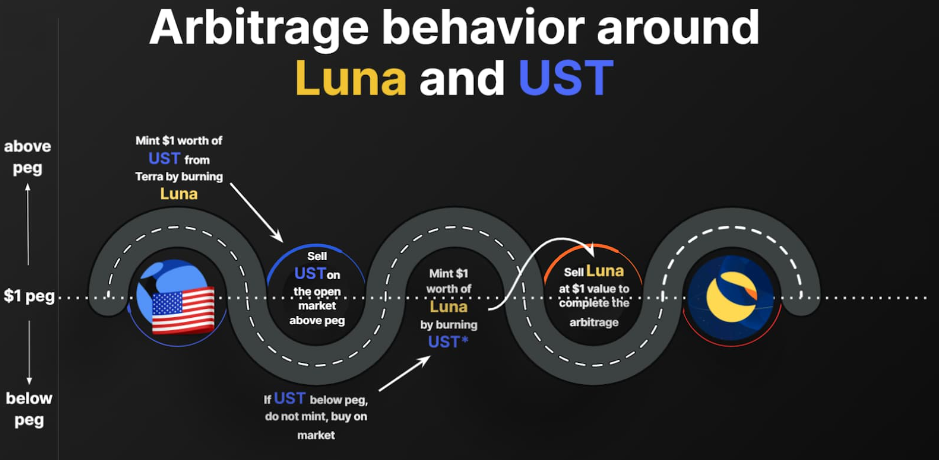 Arbitrage behavior around
Luna and UST
above
peg
$1 peg
below
peg
Mint $1 worth of
UST from
Terra by burning
Luna
Sell
UST on
the open
market
above peg
If UST below peg,
do not mint, buy on
market
Mint $1
worth of
Luna
by burning
UST*
Sell Luna
at $1 value to
complete the
arbitrage